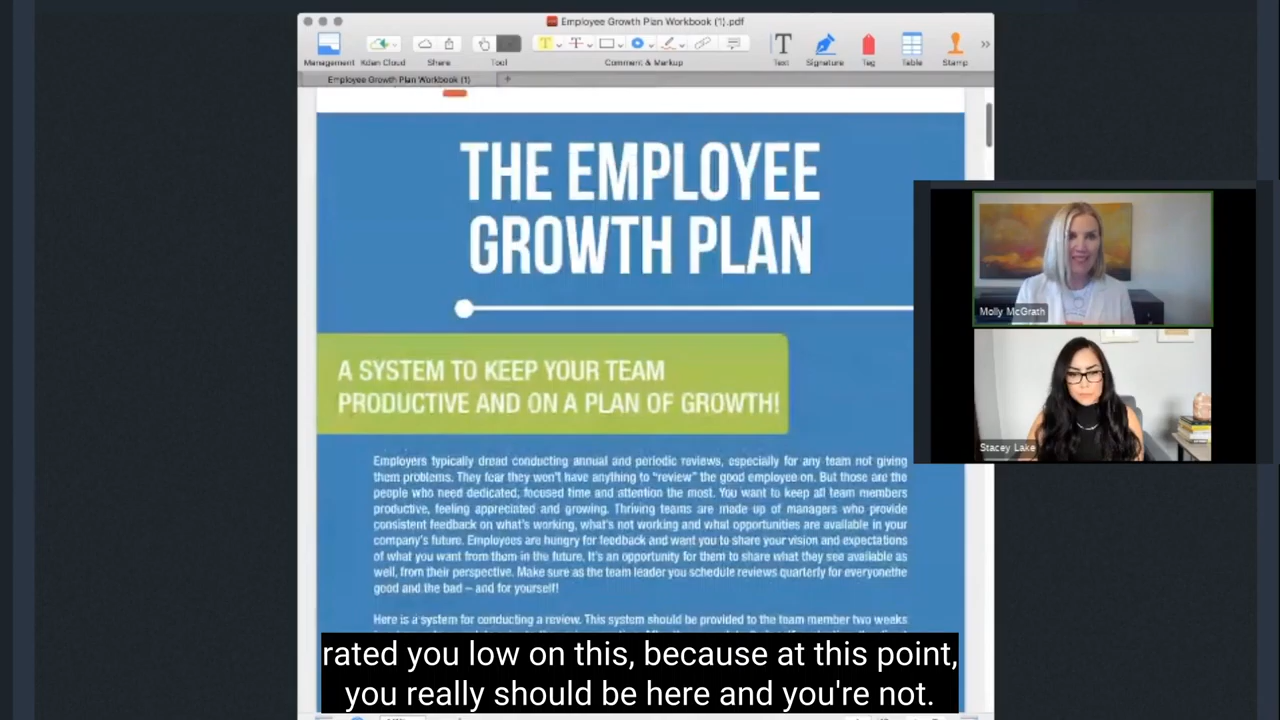 Employee Growth Plan Workbook (1).pdf
Management Kdan Cloud Share Tool Comment & Markup Text Signature Tag Table Stamp
T T T
Employee Growth Plan Workbook (1) +
THE EMPLOYEE
GROWTH PLAN
A SYSTEM TO KEEP YOUR TEAM
PRODUCTIVE AND ON A PLAN OF GROWTH!
Employers typically dread conducting annual and periodic reviews, especially for any team not giving
them problems. They fear they won't have anything to "review" the good employee on. But those are the
people who need dedicated, focused time and attention the most. You want to keep all team members
productive, feeling appreciated and growing. Thriving teams are made up of managers who provide
consistent feedback on what's working, what's not working and what opportunities are available in your
company's future. Employees are hungry for feedback and want you to share your vision and expectations
of what you want from them in the future. It's an opportunity for them to share what they see available as
well, from their perspective. Make sure as the team leader you schedule reviews quarterly for everyonethe
good and the bad – and for yourself!
Here is a system for conducting a review. This system should be provided to the team member two weeks
Molly McGrath
Stacey Lake
rated you low on this, because at this point,
you really should be here and you're not.